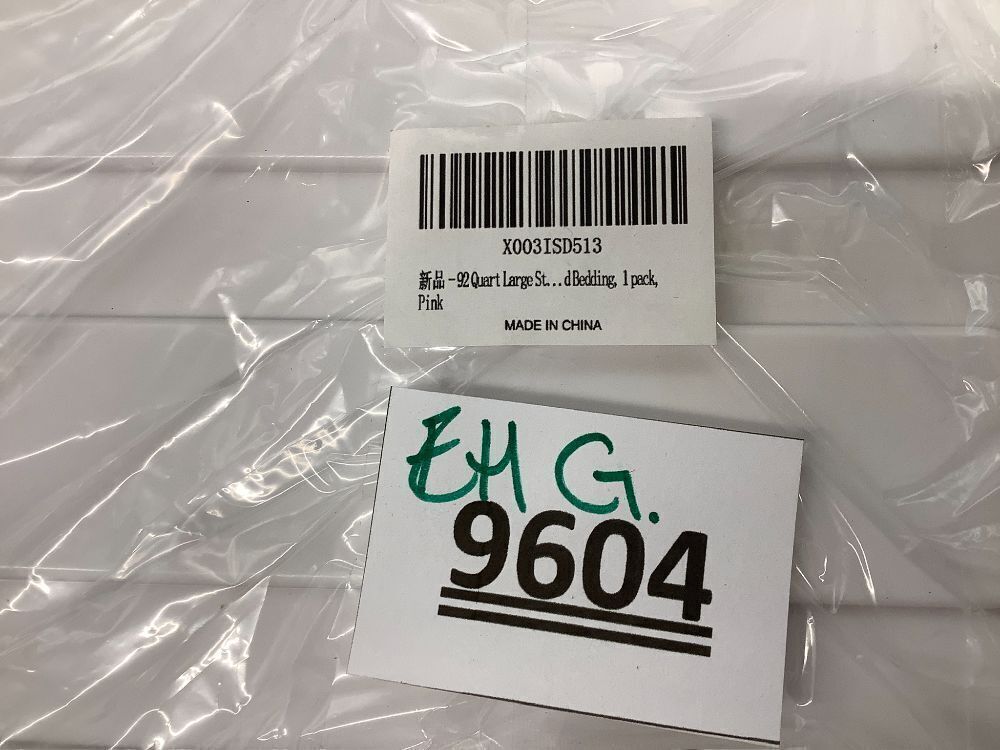 X003ISD513
新品 - 92 Quart Large St...d Bedding, 1 pack,
Pink
MADE IN CHINA
EH G.
9604